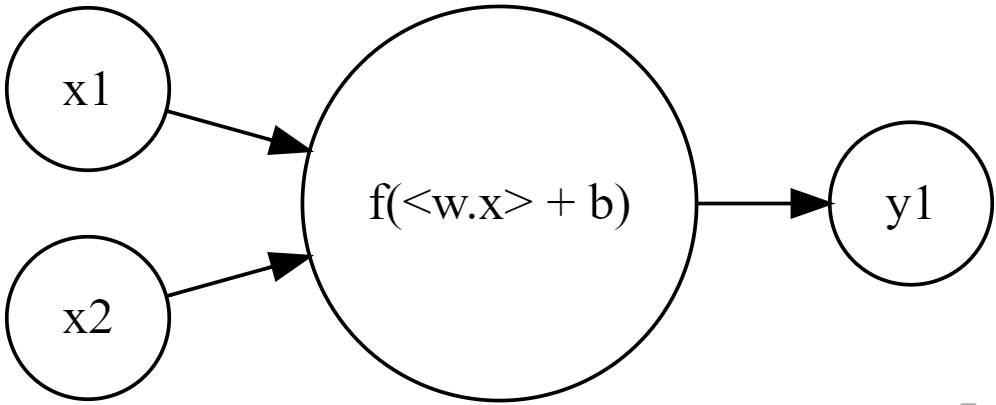 x1
x2
f(<w.x> + b)
y1